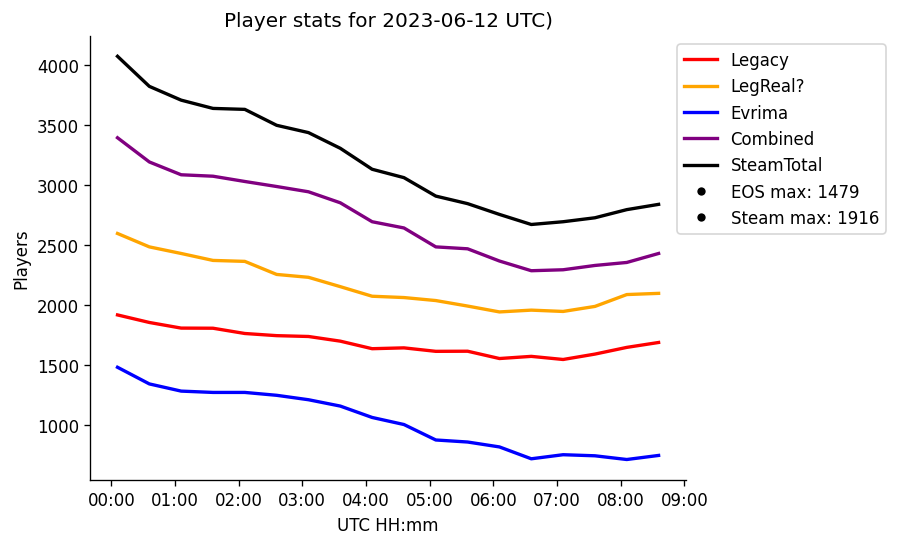 Player stats for 2023-06-12 UTC)
Players
4000
3500
3000
2500
2000
1500
1000
00:00 01:00 02:00 03:00 04:00 05:00 06:00 07:00 08:00 09:00
UTC HH:mm
Legacy
LegReal?
Evrima
Combined
SteamTotal
EOS max: 1479
Steam max: 1916